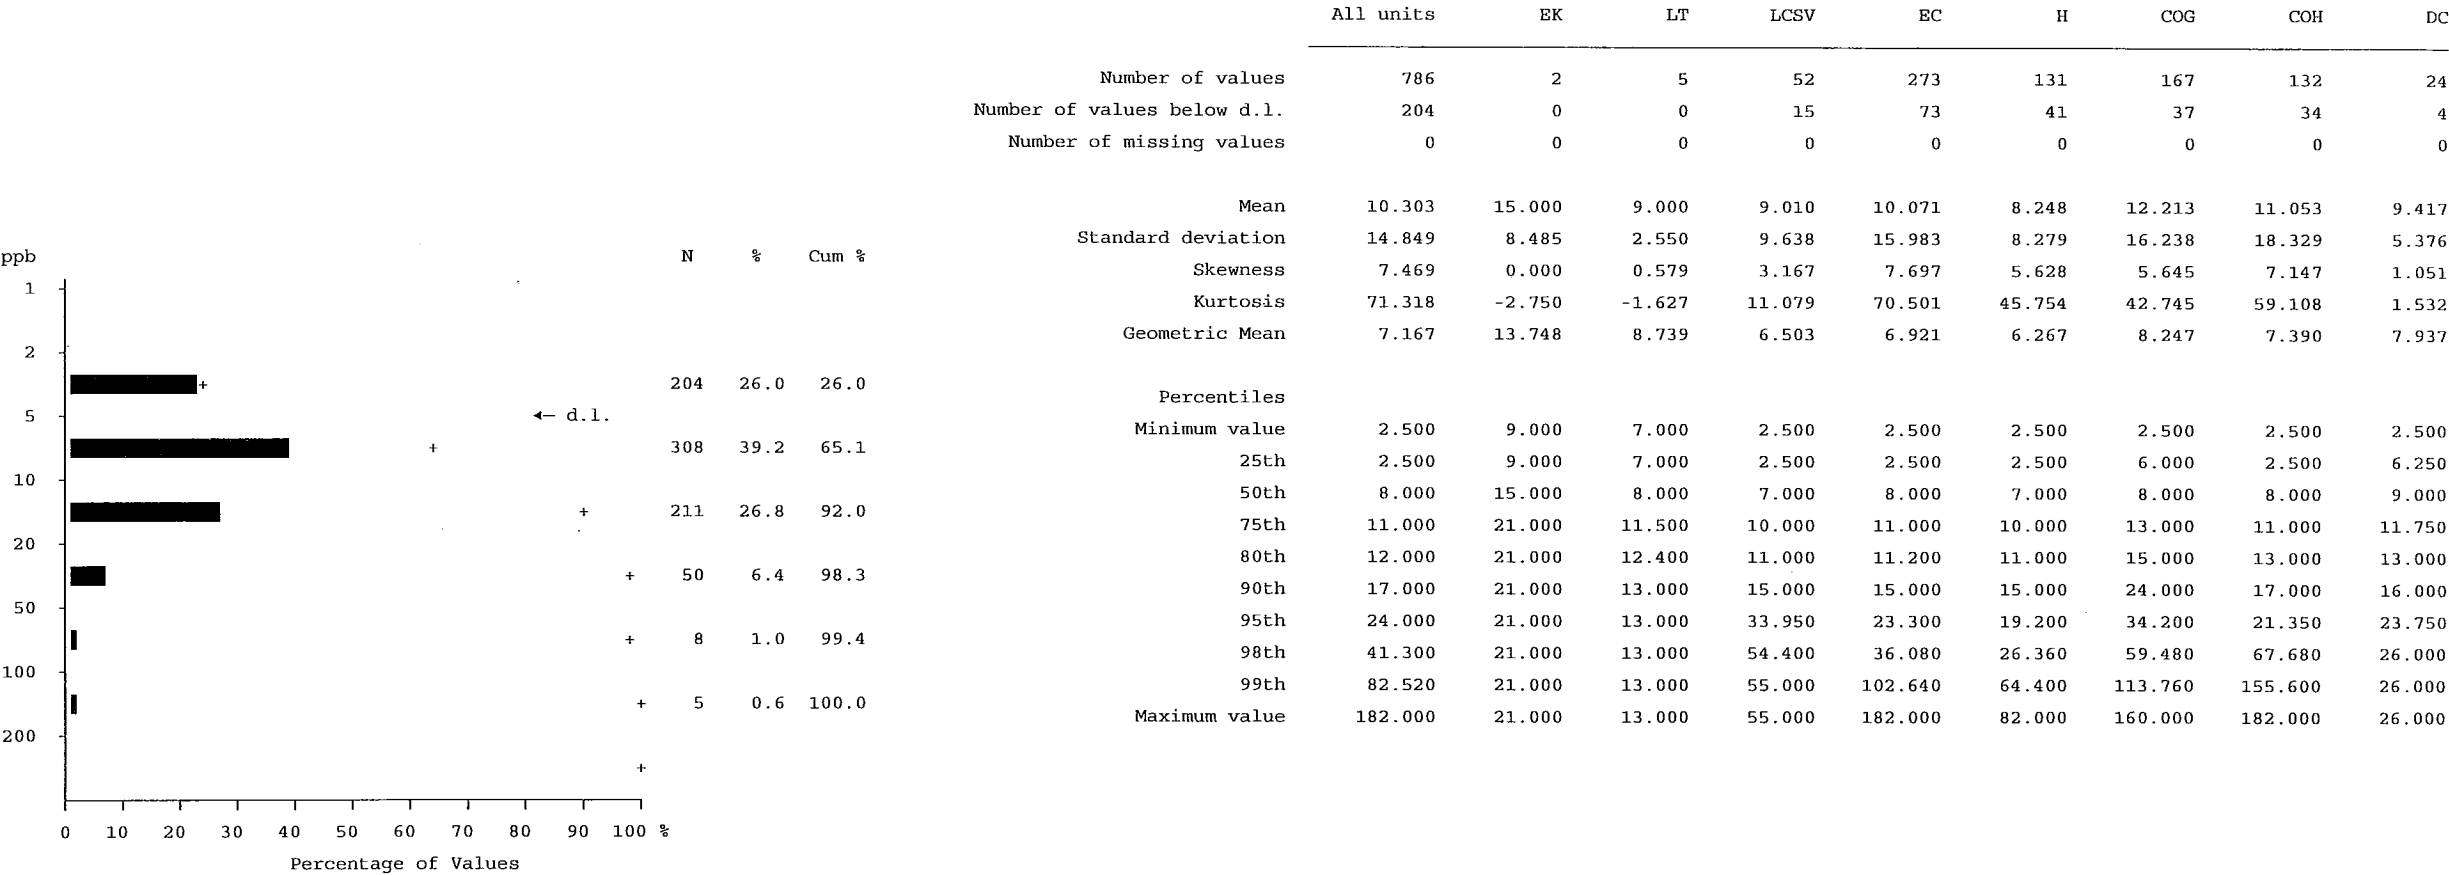 All units EK LT LCSV EC H COG COH DC
Number of values 786 2 5 52 273 131 167 132 24
Number of values below d.l. 204 0 0 15 73 41 37 34 4
Number of missing values 0 0 0 0 0 0 0 0 0
Mean 10.303 15.000 9.000 9.010 10.071 8.248 12.213 11.053 9.417
Standard deviation 14.849 8.485 2.550 9.638 15.983 8.279 16.238 18.329 5.376
Skewness 7.469 0.000 0.579 3.167 7.697 5.628 5.645 7.147 1.051
Kurtosis 71.318 -2.750 -1.627 11.079 70.501 45.754 42.745 59.108 1.532
Geometric Mean 7.167 13.748 8.739 6.503 6.921 6.267 8.247 7.390 7.937
Percentiles
Minimum value 2.500 9.000 7.000 2.500 2.500 2.500 2.500 2.500 2.500
25th 2.500 9.000 7.000 2.500 2.500 2.500 6.000 2.500 6.250
50th 8.000 15.000 8.000 7.000 8.000 7.000 8.000 8.000 9.000
75th 11.000 21.000 11.500 10.000 11.000 10.000 13.000 11.000 11.750
80th 12.000 21.000 12.400 11.000 11.200 11.000 15.000 13.000 13.000
90th 17.000 21.000 13.000 15.000 15.000 15.000 24.000 17.000 16.000
95th 24.000 21.000 13.000 33.950 23.300 19.200 34.200 21.350 23.750
98th 41.300 21.000 13.000 54.400 36.080 26.360 59.480 67.680 26.000
99th 82.520 21.000 13.000 55.000 102.640 64.400 113.760 155.600 26.000
Maximum value 182.000 21.000 13.000 55.000 182.000 82.000 160.000 182.000 26.000
ppb N % Cum %
1
2
+ 204 26.0 26.0
5 ← d.l.
+ 308 39.2 65.1
10
+ 211 26.8 92.0
20
+ 50 6.4 98.3
50
+ 8 1.0 99.4
100
+ 5 0.6 100.0
200
+
0 10 20 30 40 50 60 70 80 90 100 %
Percentage of Values